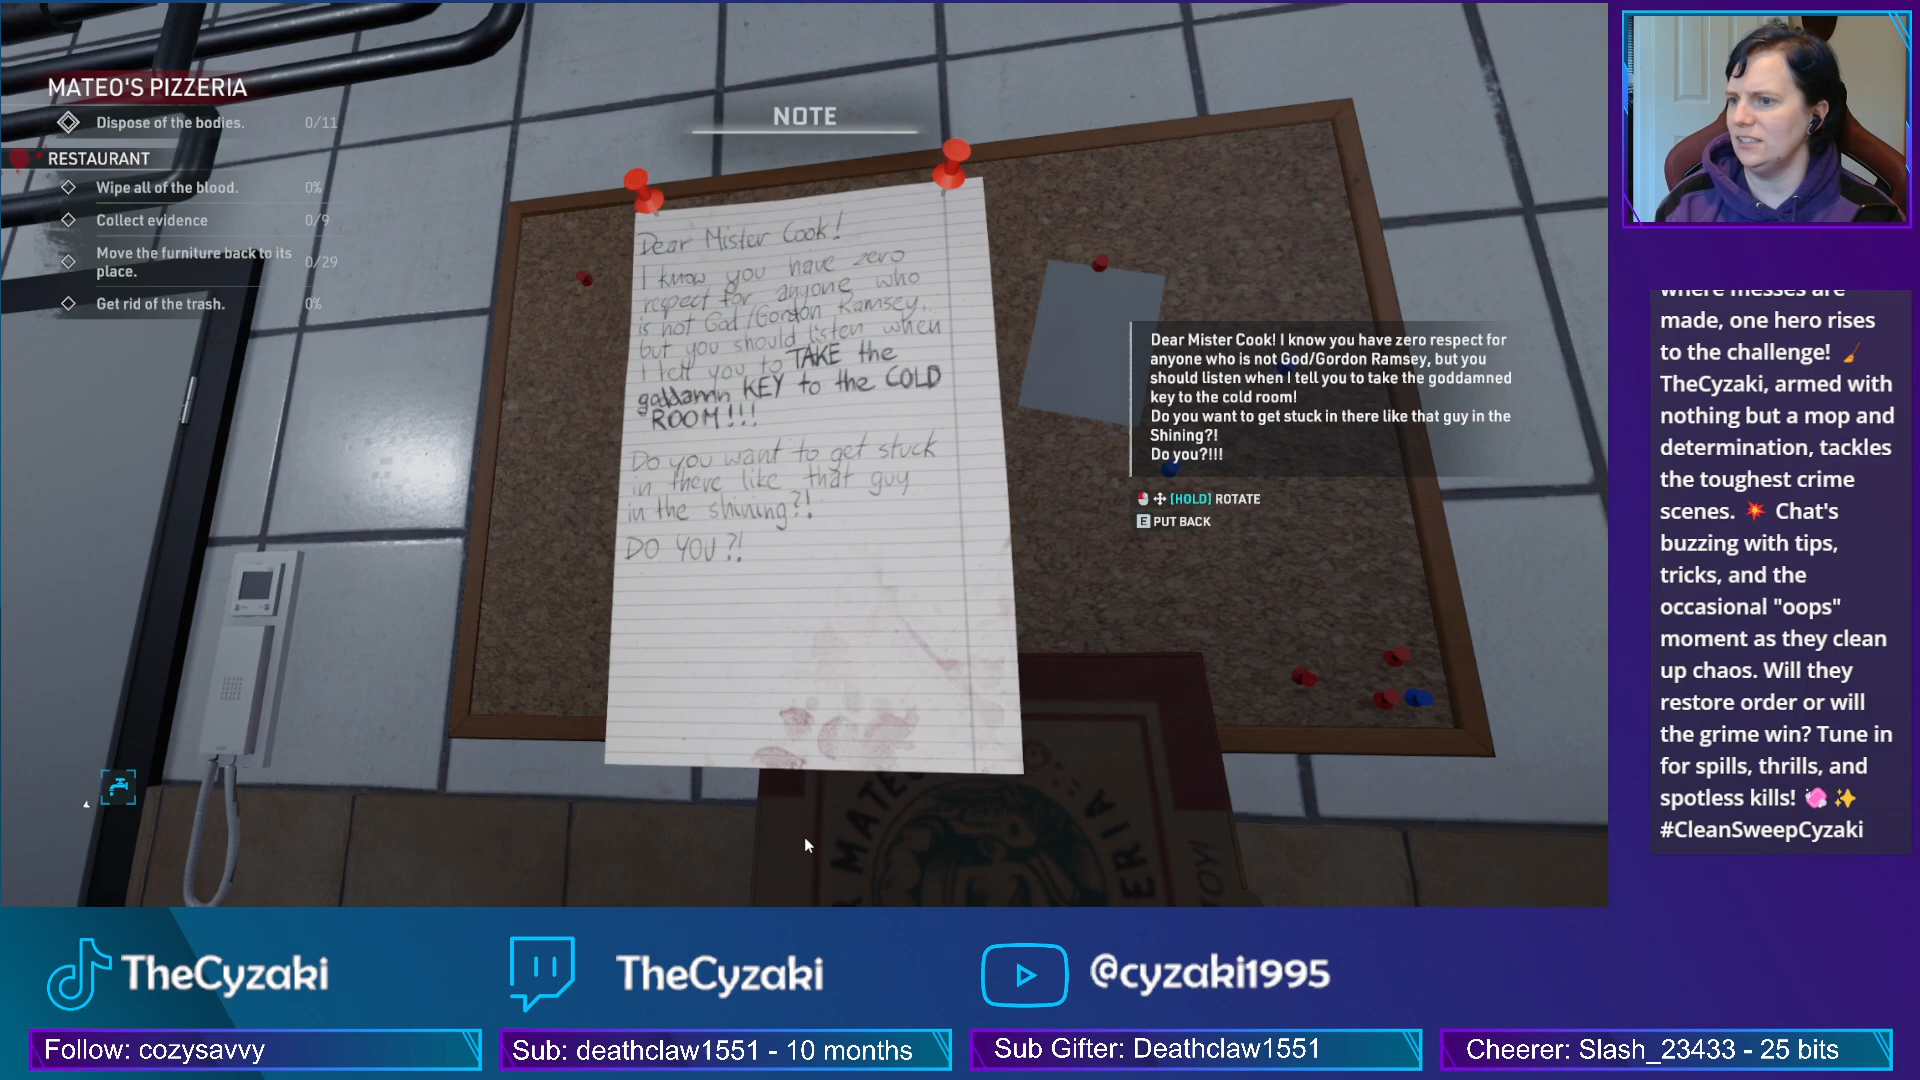 MATEO'S PIZZERIA
Dispose of the bodies. 0/11
RESTAURANT
Wipe all of the blood. 0%
Collect evidence 0/9
Move the furniture back to its
place. 0/29
Get rid of the trash. 0%
NOTE
Dear Mister Cook!
I know you have zero
respect for anyone who
is not God/Gordon Ramsey,
but you should listen when
I tell you to TAKE the
goddamn KEY to the COLD
ROOM!!!
Do you want to get stuck
in there like that guy
in the shining?!
DO YOU?!
Dear Mister Cook! I know you have zero respect for
anyone who is not God/Gordon Ramsey, but you
should listen when I tell you to take the goddamned
key to the cold room!
Do you want to get stuck in there like that guy in the
Shining?!
Do you?!!!
[HOLD] ROTATE
E PUT BACK
where messes are
made, one hero rises
to the challenge! 🧹
TheCyzaki, armed with
nothing but a mop and
determination, tackles
the toughest crime
scenes. 💥 Chat's
buzzing with tips,
tricks, and the
occasional "oops"
moment as they clean
up chaos. Will they
restore order or will
the grime win? Tune in
for spills, thrills, and
spotless kills! 🧼✨
#CleanSweepCyzaki
TheCyzaki
TheCyzaki
@cyzaki1995
Follow: cozysavvy
Sub: deathclaw1551 - 10 months
Sub Gifter: Deathclaw1551
Cheerer: Slash_23433 - 25 bits